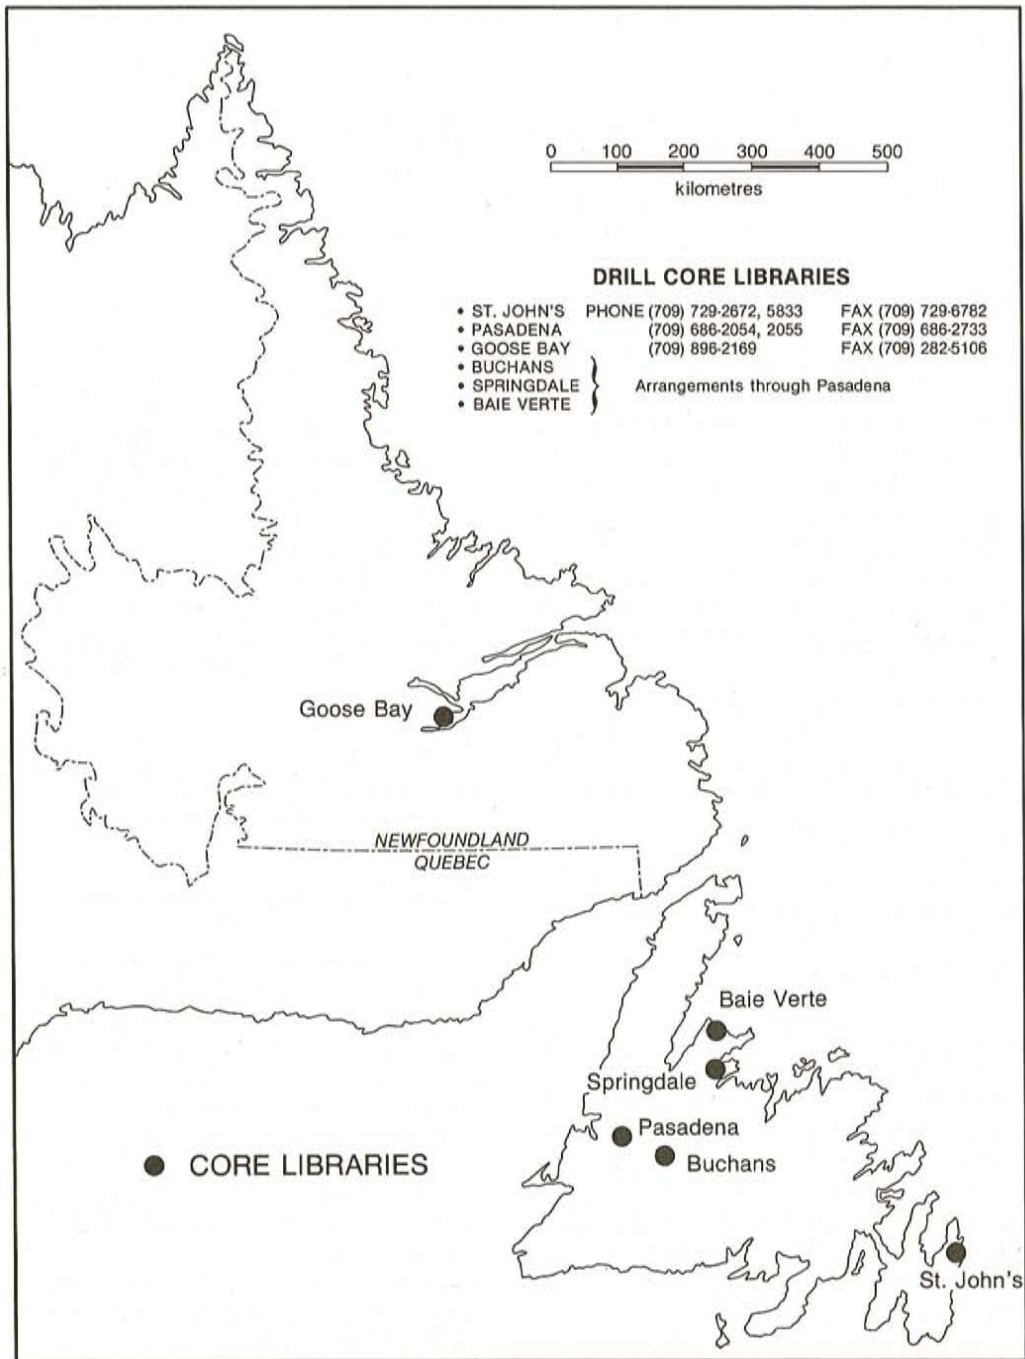 0 100 200 300 400 500
kilometres
DRILL CORE LIBRARIES
• ST. JOHN'S PHONE (709) 729-2672, 5833 FAX (709) 729-6782
• PASADENA (709) 686-2054, 2055 FAX (709) 686-2733
• GOOSE BAY (709) 896-2169 FAX (709) 282-5106
• BUCHANS
• SPRINGDALE } Arrangements through Pasadena
• BAIE VERTE
Goose Bay
NEWFOUNDLAND
QUEBEC
Baie Verte
Springdale
Pasadena
Buchans
● CORE LIBRARIES
St. John's